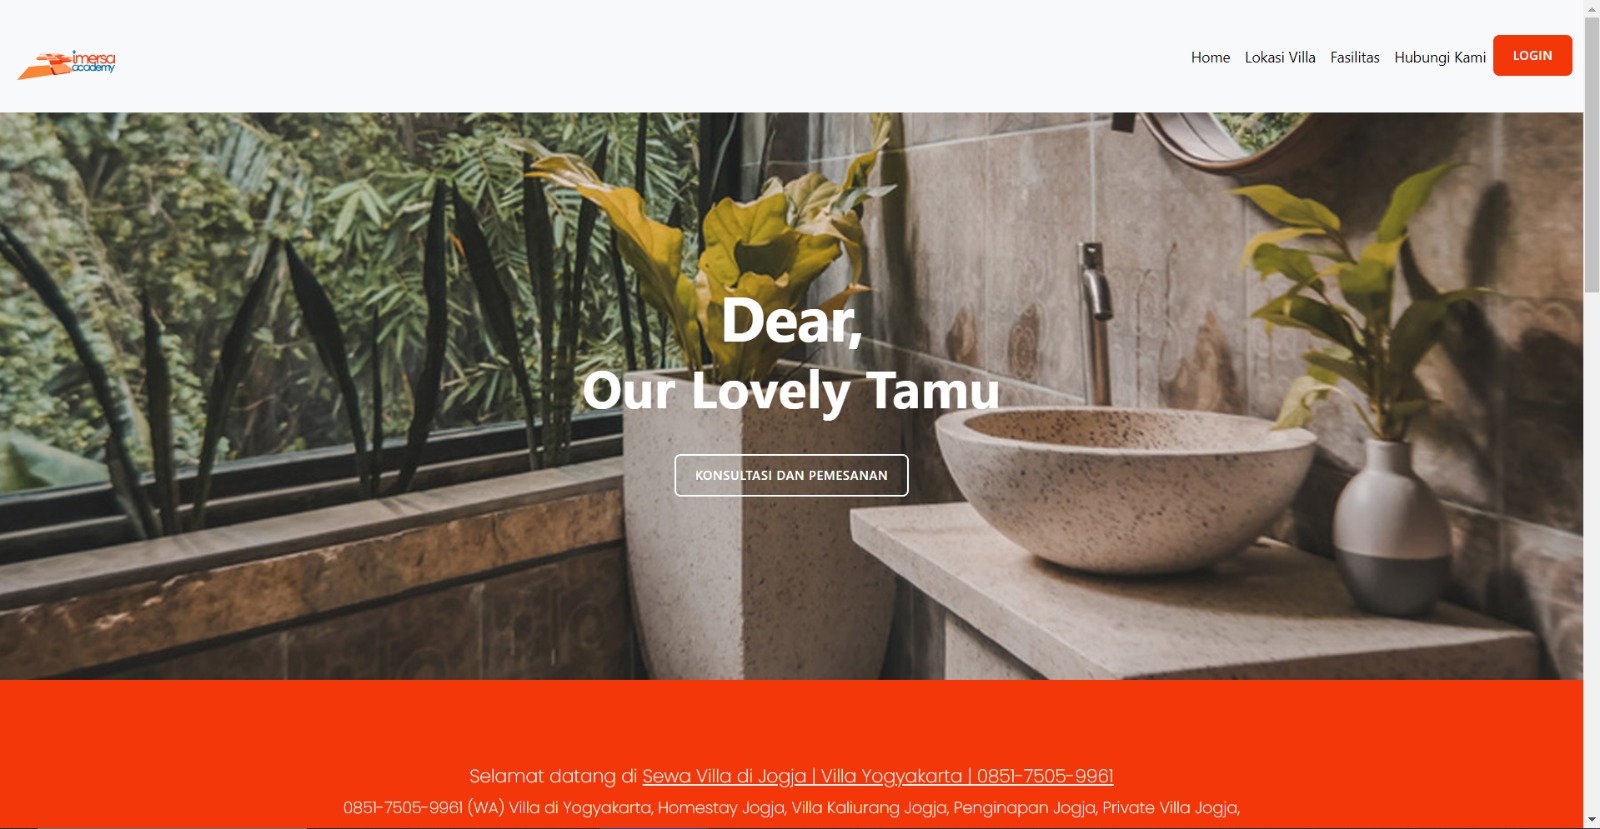 imersa
academy
Home Lokasi Villa Fasilitas Hubungi Kami LOGIN
Dear,
Our Lovely Tamu
KONSULTASI DAN PEMESANAN
Selamat datang di Sewa Villa di Jogja | Villa Yogyakarta | 0851-7505-9961
0851-7505-9961 (WA) Villa di Yogyakarta, Homestay Jogja, Villa Kaliurang Jogja, Penginapan Jogja, Private Villa Jogja,